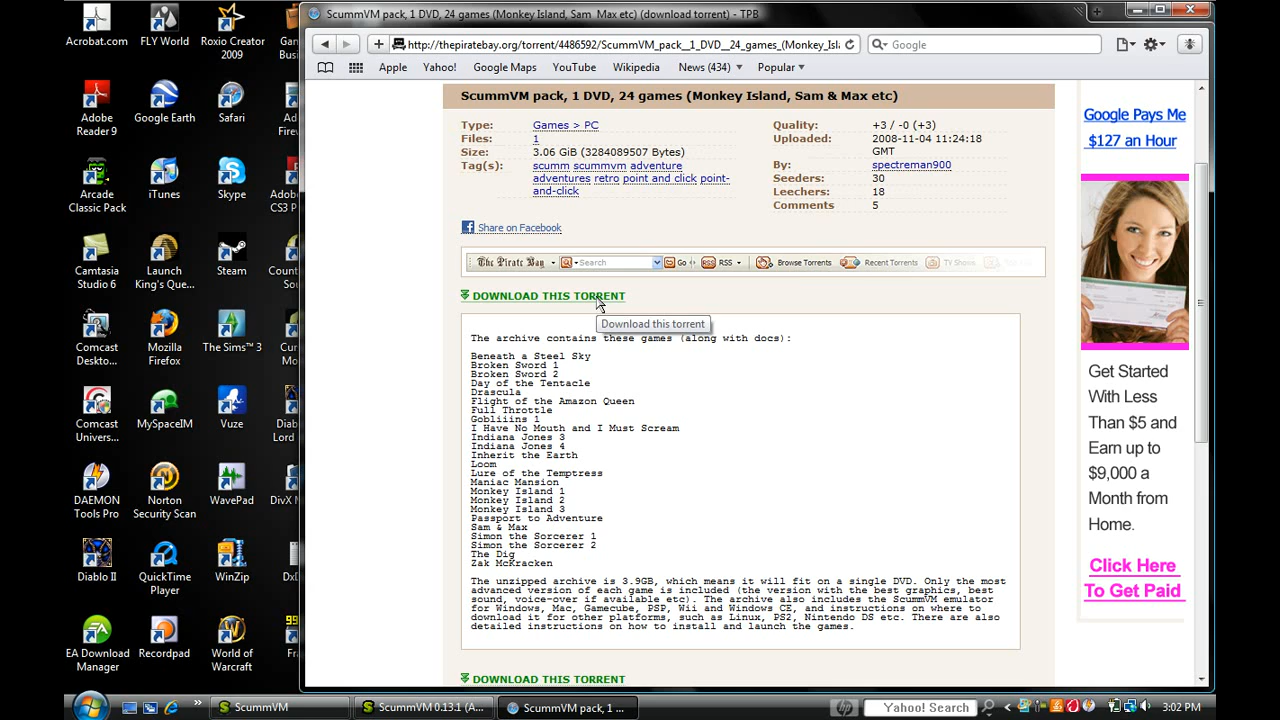 ScummVM pack, 1 DVD, 24 games (Monkey Island, Sam  Max etc) (download torrent) - TPB
http://thepiratebay.org/torrent/4486592/ScummVM_pack__1_DVD__24_games_(Monkey_Isl
Google
Apple Yahoo! Google Maps YouTube Wikipedia News (434) Popular
Acrobat.com FLY World Roxio Creator 2009
Adobe Reader 9 Google Earth Safari
Arcade Classic Pack iTunes Skype
Camtasia Studio 6 Launch King's Que... Steam
Comcast Desktop ... Mozilla Firefox The Sims™ 3
Comcast Univers... MySpaceIM Vuze
DAEMON Tools Pro Norton Security Scan WavePad
Diablo II QuickTime Player WinZip
EA Download Manager Recordpad World of Warcraft
ScummVM pack, 1 DVD, 24 games (Monkey Island, Sam & Max etc)
Type: Games > PC
Files: 1
Size: 3.06 GiB (3284089507 Bytes)
Tag(s): scumm scummvm adventure
adventures retro point and click point-
and-click
Quality: +3 / -0 (+3)
Uploaded: 2008-11-04 11:24:18
GMT
By: spectreman900
Seeders: 30
Leechers: 18
Comments 5
Share on Facebook
The Pirate Bay Search Go RSS Browse Torrents Recent Torrents TV Shows
DOWNLOAD THIS TORRENT
Download this torrent
The archive contains these games (along with docs):
Beneath a Steel Sky
Broken Sword 1
Broken Sword 2
Day of the Tentacle
Drascula
Flight of the Amazon Queen
Full Throttle
Gobliiins 1
I Have No Mouth and I Must Scream
Indiana Jones 3
Indiana Jones 4
Inherit the Earth
Loom
Lure of the Temptress
Maniac Mansion
Monkey Island 1
Monkey Island 2
Monkey Island 3
Passport to Adventure
Sam & Max
Simon the Sorcerer 1
Simon the Sorcerer 2
The Dig
Zak McKracken
The unzipped archive is 3.9GB, which means it will fit on a single DVD. Only the most
advanced version of each game is included (the version with the best graphics, best
sound, voice-over if available etc). The archive also includes the ScummVM emulator
for Windows, Mac, Gamecube, PSP, Wii and Windows CE, and instructions on where to
download it for other platforms, such as Linux, PS2, Nintendo DS etc. There are also
detailed instructions on how to install and launch the games.
DOWNLOAD THIS TORRENT
Google Pays Me
$127 an Hour
Get Started
With Less
Than $5 and
Earn up to
$9,000 a
Month from
Home.
Click Here
To Get Paid
ScummVM ScummVM 0.13.1 (A... ScummVM pack, 1 ... Yahoo! Search 3:02 PM